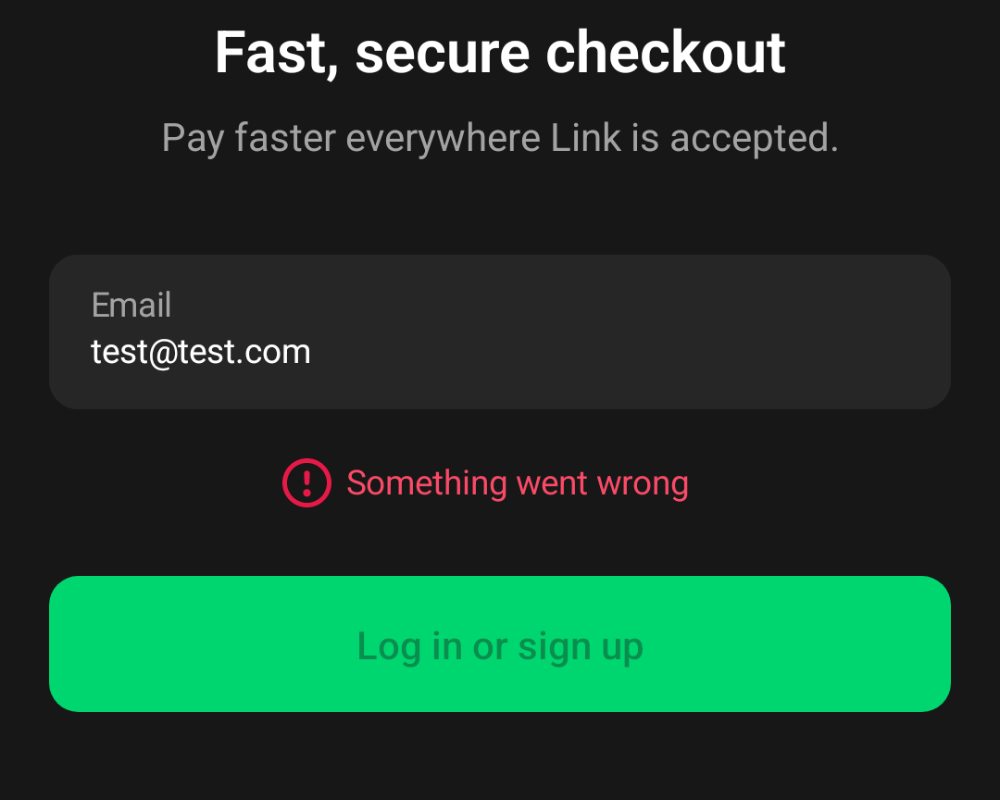 Fast, secure checkout
Pay faster everywhere Link is accepted.
Email
test@test.com
Something went wrong
Log in or sign up